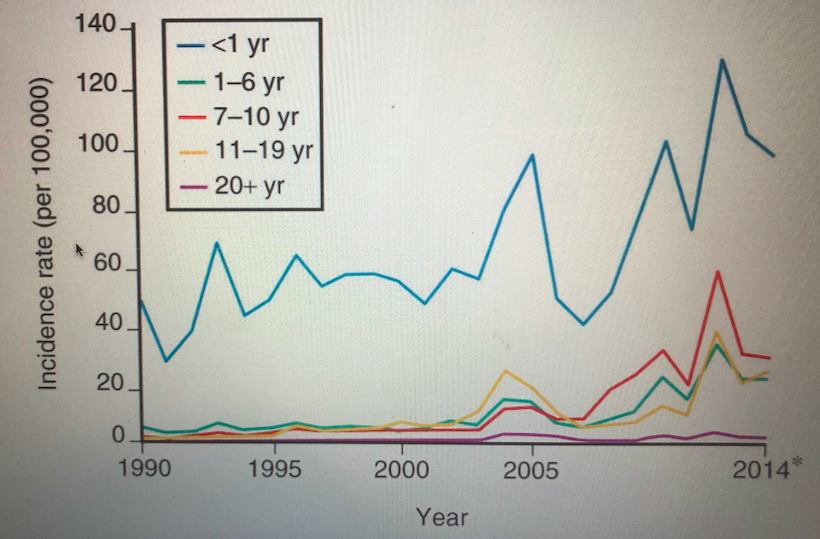 140
120
100
80
60
40
20
0
Incidence rate (per 100,000)
<1 yr
1–6 yr
7–10 yr
11–19 yr
20+ yr
1990 1995 2000 2005 2014*
Year